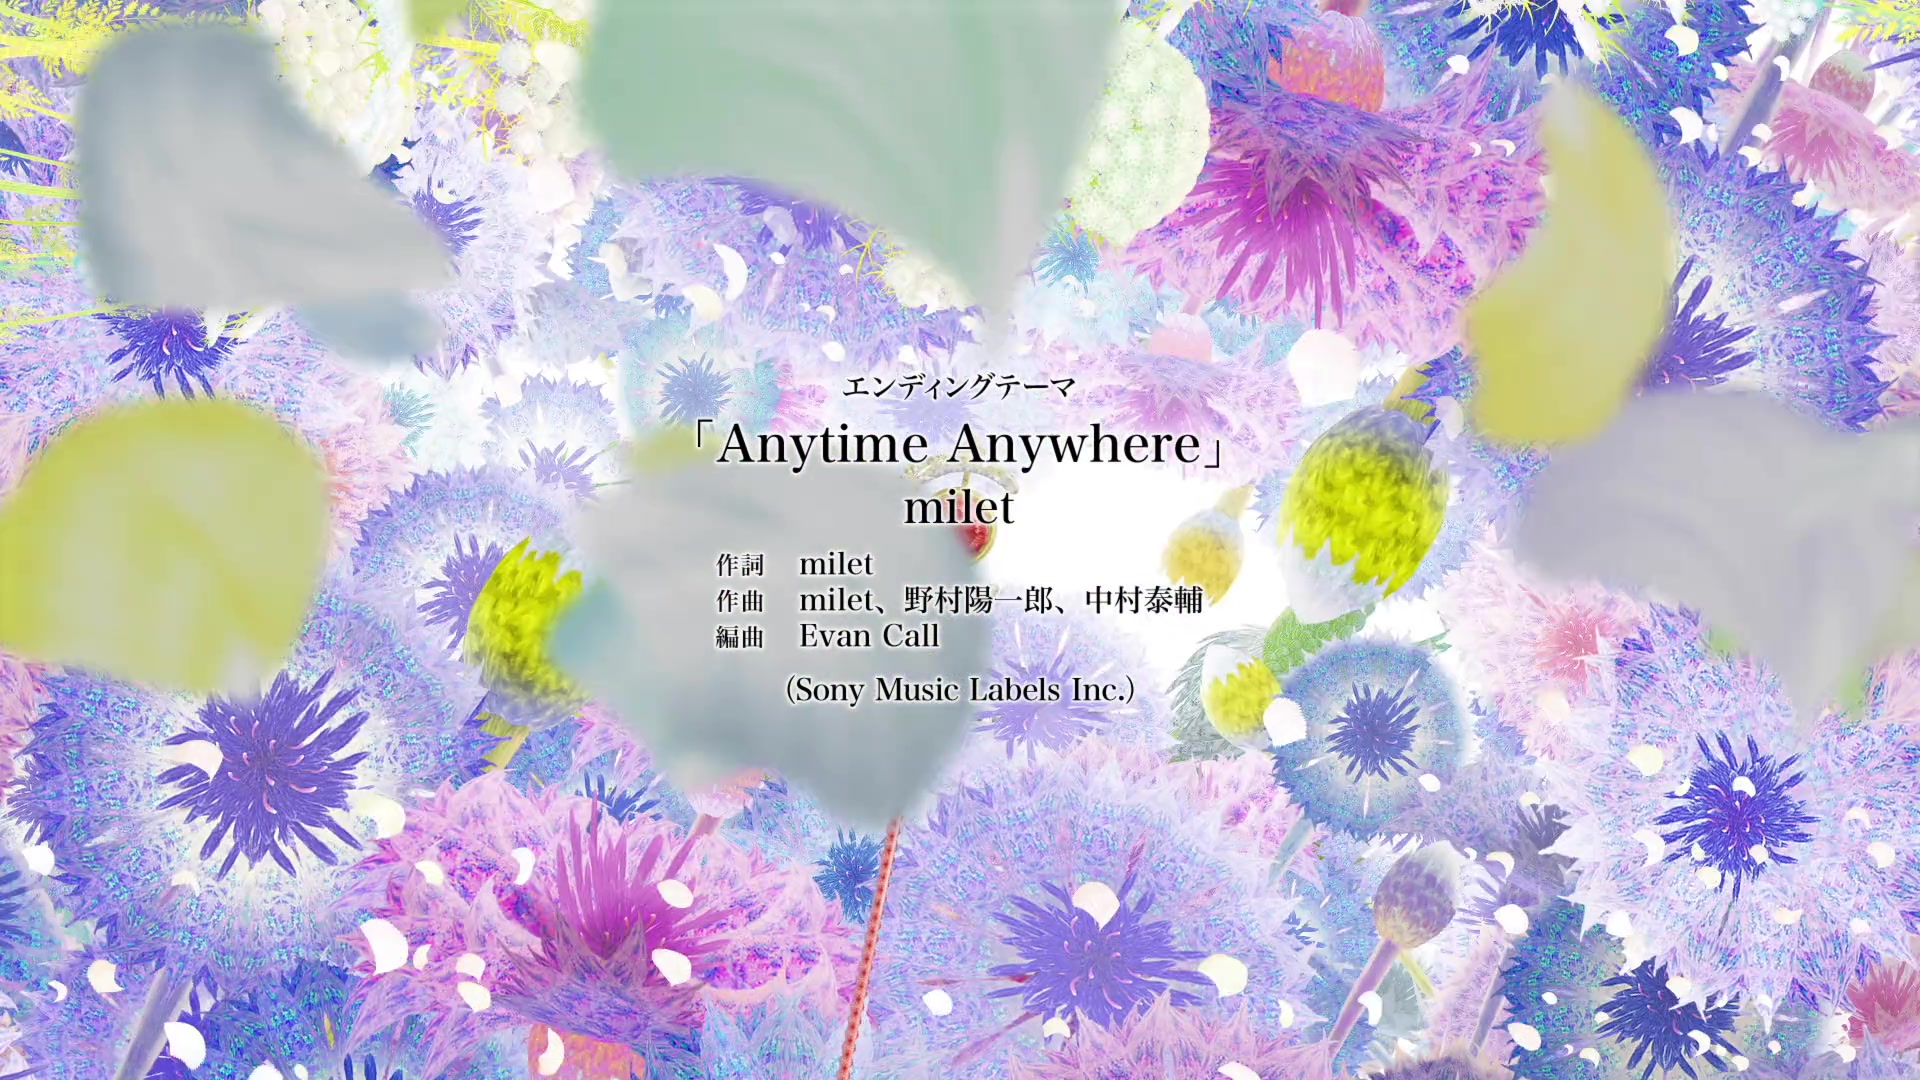 エンディングテーマ
「Anytime Anywhere」
milet
作詞 milet
作曲 milet、野村陽一郎、中村泰輔
編曲 Evan Call
（Sony Music Labels Inc.）